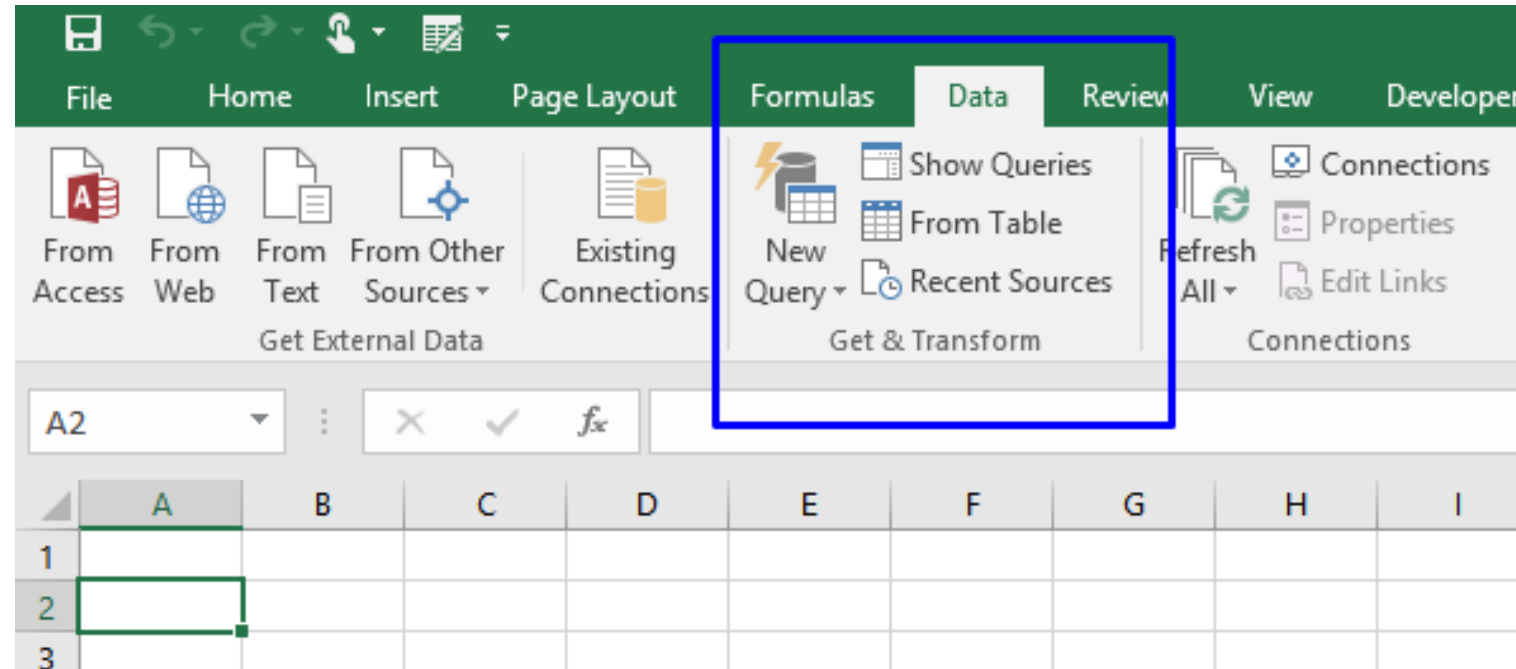 File Home Insert Page Layout Formulas Data Review View Developer
A
Show Queries Connections
From Table Properties
From From From From Other Existing New Refresh
Access Web Text Sources Connections Query Recent Sources All Edit Links
Get External Data Get & Transform Connections
A2 fx
A B C D E F G H I
1
2
3